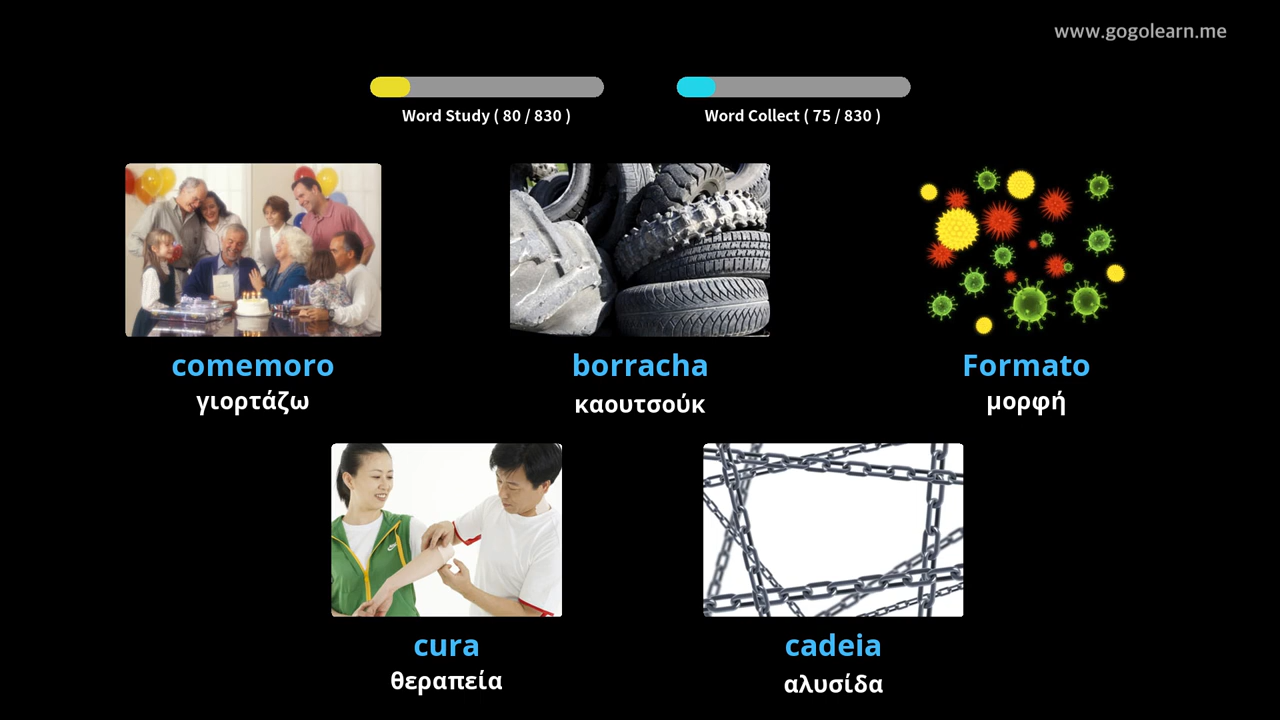 www.gogolearn.me
Word Study ( 80 / 830 )
Word Collect ( 75 / 830 )
comemoro
γιορτάζω
borracha
καουτσούκ
Formato
μορφή
cura
θεραπεία
cadeia
αλυσίδα